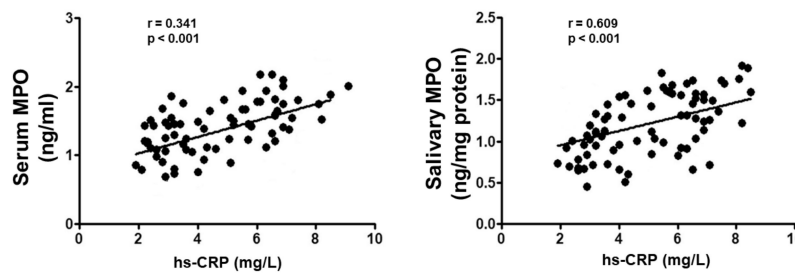 r = 0.341
p < 0.001
Serum MPO
(ng/ml)
3
2
1
0
0
2
4
6
8
10
hs-CRP (mg/L)
r = 0.609
p < 0.001
Salivary MPO
(ng/mg protein)
2.5
2.0
1.5
1.0
0.5
0.0
0
2
4
6
8
hs-CRP (mg/L)